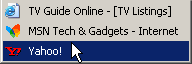 TV Guide Online - [TV Listings]
MSN Tech & Gadgets - Internet
Yahoo!